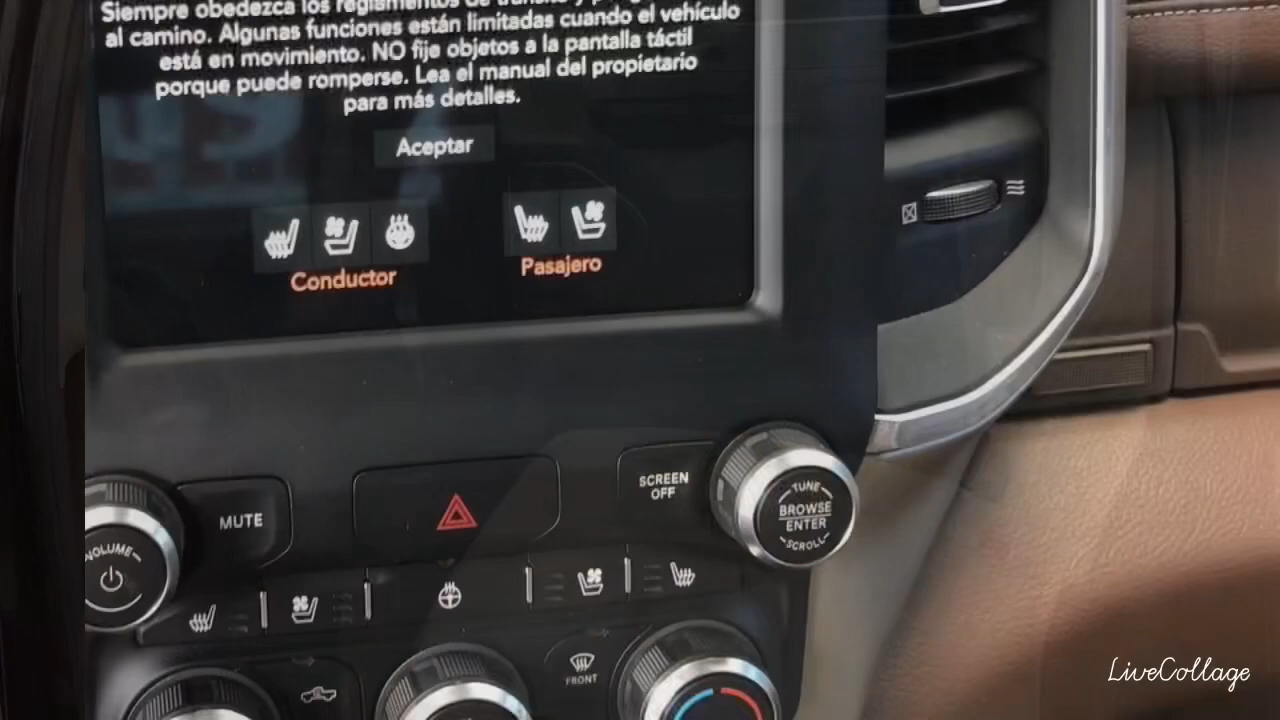 Siempre obedezca los reglamentos de tránsito y
al camino. Algunas funciones están limitadas cuando el vehículo
está en movimiento. NO fije objetos a la pantalla táctil
porque puede romperse. Lea el manual del propietario
para más detalles.
Aceptar
Conductor
Pasajero
MUTE
SCREEN
OFF
TUNE
BROWSE
ENTER
SCROLL
VOLUME
FRONT
LiveCollage